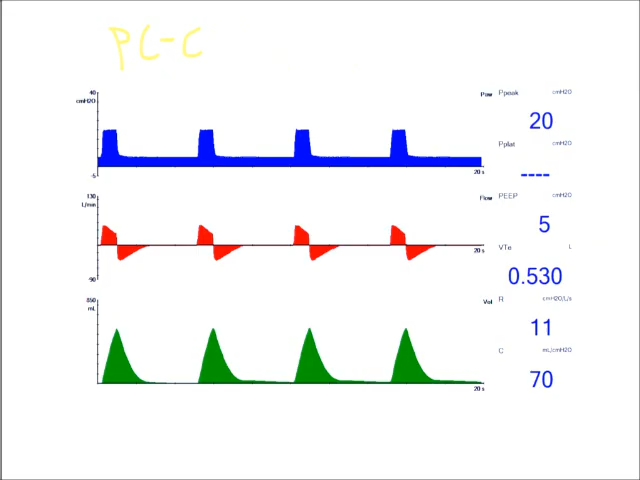 PC-C
40
cmH2O
-5
20 s
Paw
Ppeak cmH2O
20
Pplat cmH2O
----
130
L/min
-90
20 s
Flow
PEEP cmH2O
5
VTe L
0.530
850
mL
20 s
Vol
R cmH2O/L/s
11
C mL/cmH2O
70